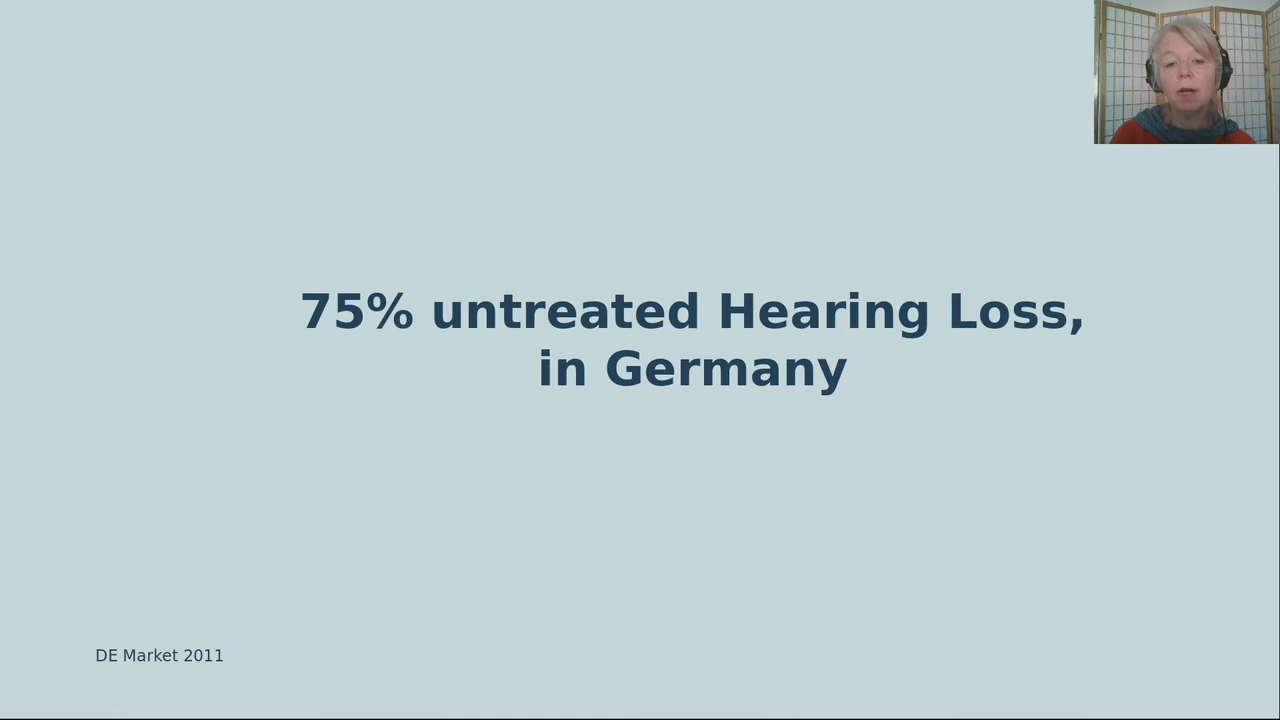 75% untreated Hearing Loss,
in Germany
DE Market 2011